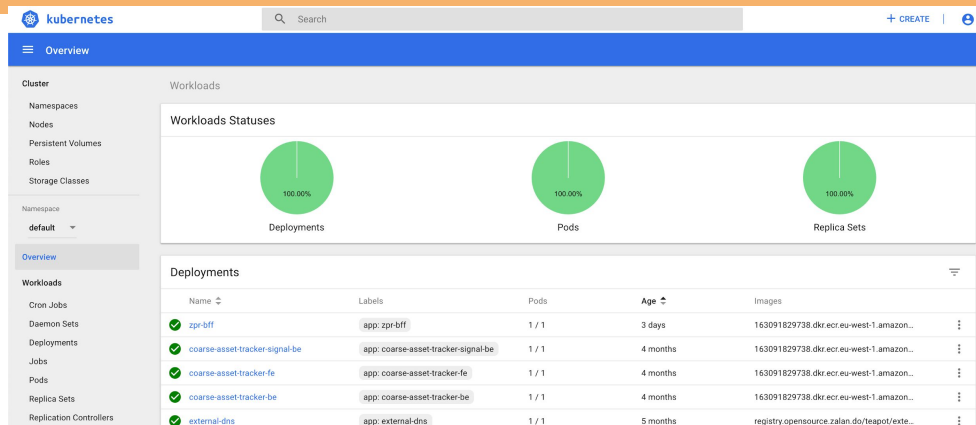 kubernetes
Search
+ CREATE
Overview
Cluster
Namespaces
Nodes
Persistent Volumes
Roles
Storage Classes
Namespace
default
Overview
Workloads
Cron Jobs
Daemon Sets
Deployments
Jobs
Pods
Replica Sets
Replication Controllers
Workloads
Workloads Statuses
100.00% 100.00% 100.00%
Deployments Pods Replica Sets
Deployments
Name Labels Pods Age Images
zpr-bff app: zpr-bff 1 / 1 3 days 163091829738.dkr.ecr.eu-west-1.amazon...
coarse-asset-tracker-signal-be app: coarse-asset-tracker-signal-be 1 / 1 4 months 163091829738.dkr.ecr.eu-west-1.amazon...
coarse-asset-tracker-fe app: coarse-asset-tracker-fe 1 / 1 4 months 163091829738.dkr.ecr.eu-west-1.amazon...
coarse-asset-tracker-be app: coarse-asset-tracker-be 1 / 1 4 months 163091829738.dkr.ecr.eu-west-1.amazon...
external-dns app: external-dns 1 / 1 5 months registry.opensource.zalan.do/teapot/exte...